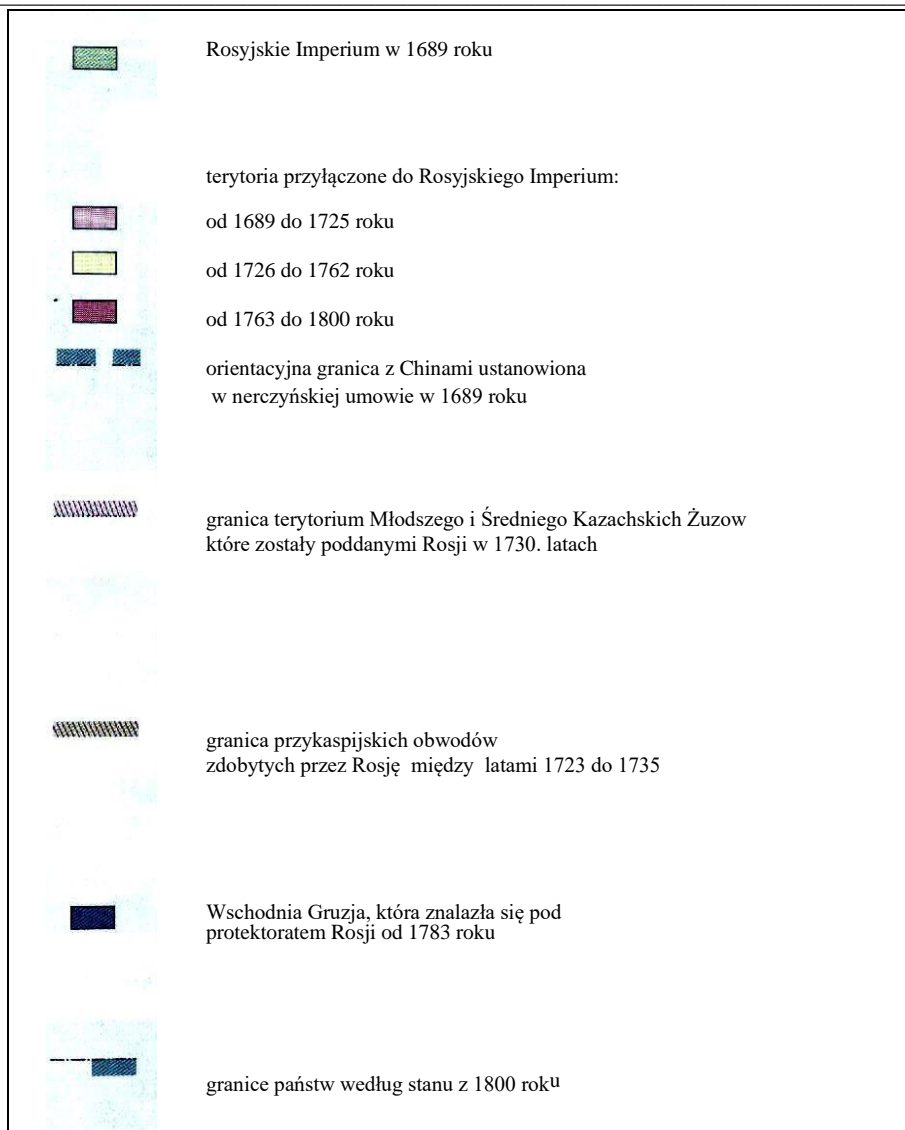 Rosyjskie Imperium w 1689 roku
terytoria przyłączone do Rosyjskiego Imperium:
od 1689 do 1725 roku
od 1726 do 1762 roku
od 1763 do 1800 roku
orientacyjna granica z Chinami ustanowiona
w nerczyńskiej umowie w 1689 roku
granica terytorium Młodszego i Średniego Kazachskich Żuzow
które zostały poddanymi Rosji w 1730. latach
granica przykaspijskich obwodów
zdobytych przez Rosję między latami 1723 do 1735
Wschodnia Gruzja, która znalazła się pod
protektoratem Rosji od 1783 roku
granice państw według stanu z 1800 roku